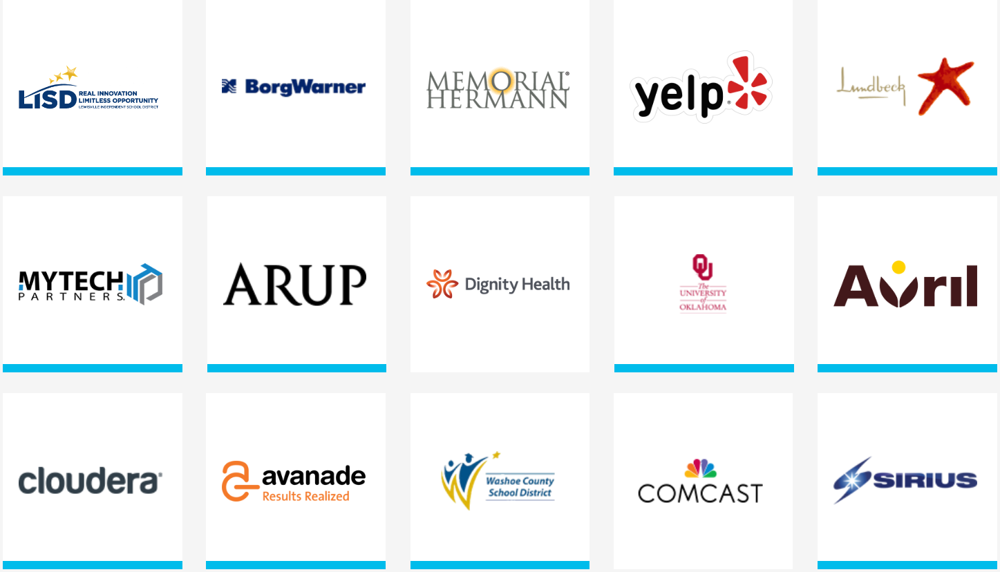 LISD
REAL INNOVATION
LIMITLESS OPPORTUNITY
LEWISVILLE INDEPENDENT SCHOOL DISTRICT
BorgWarner
MEMORIAL®
HERMANN
yelp®
Lundbeck
MYTECH
PARTNERS.
ARUP
Dignity Health
OU
The
UNIVERSITY
of
OKLAHOMA
Avril
cloudera®
avanade
Results Realized
Washoe County
School District
COMCAST
SIRIUS